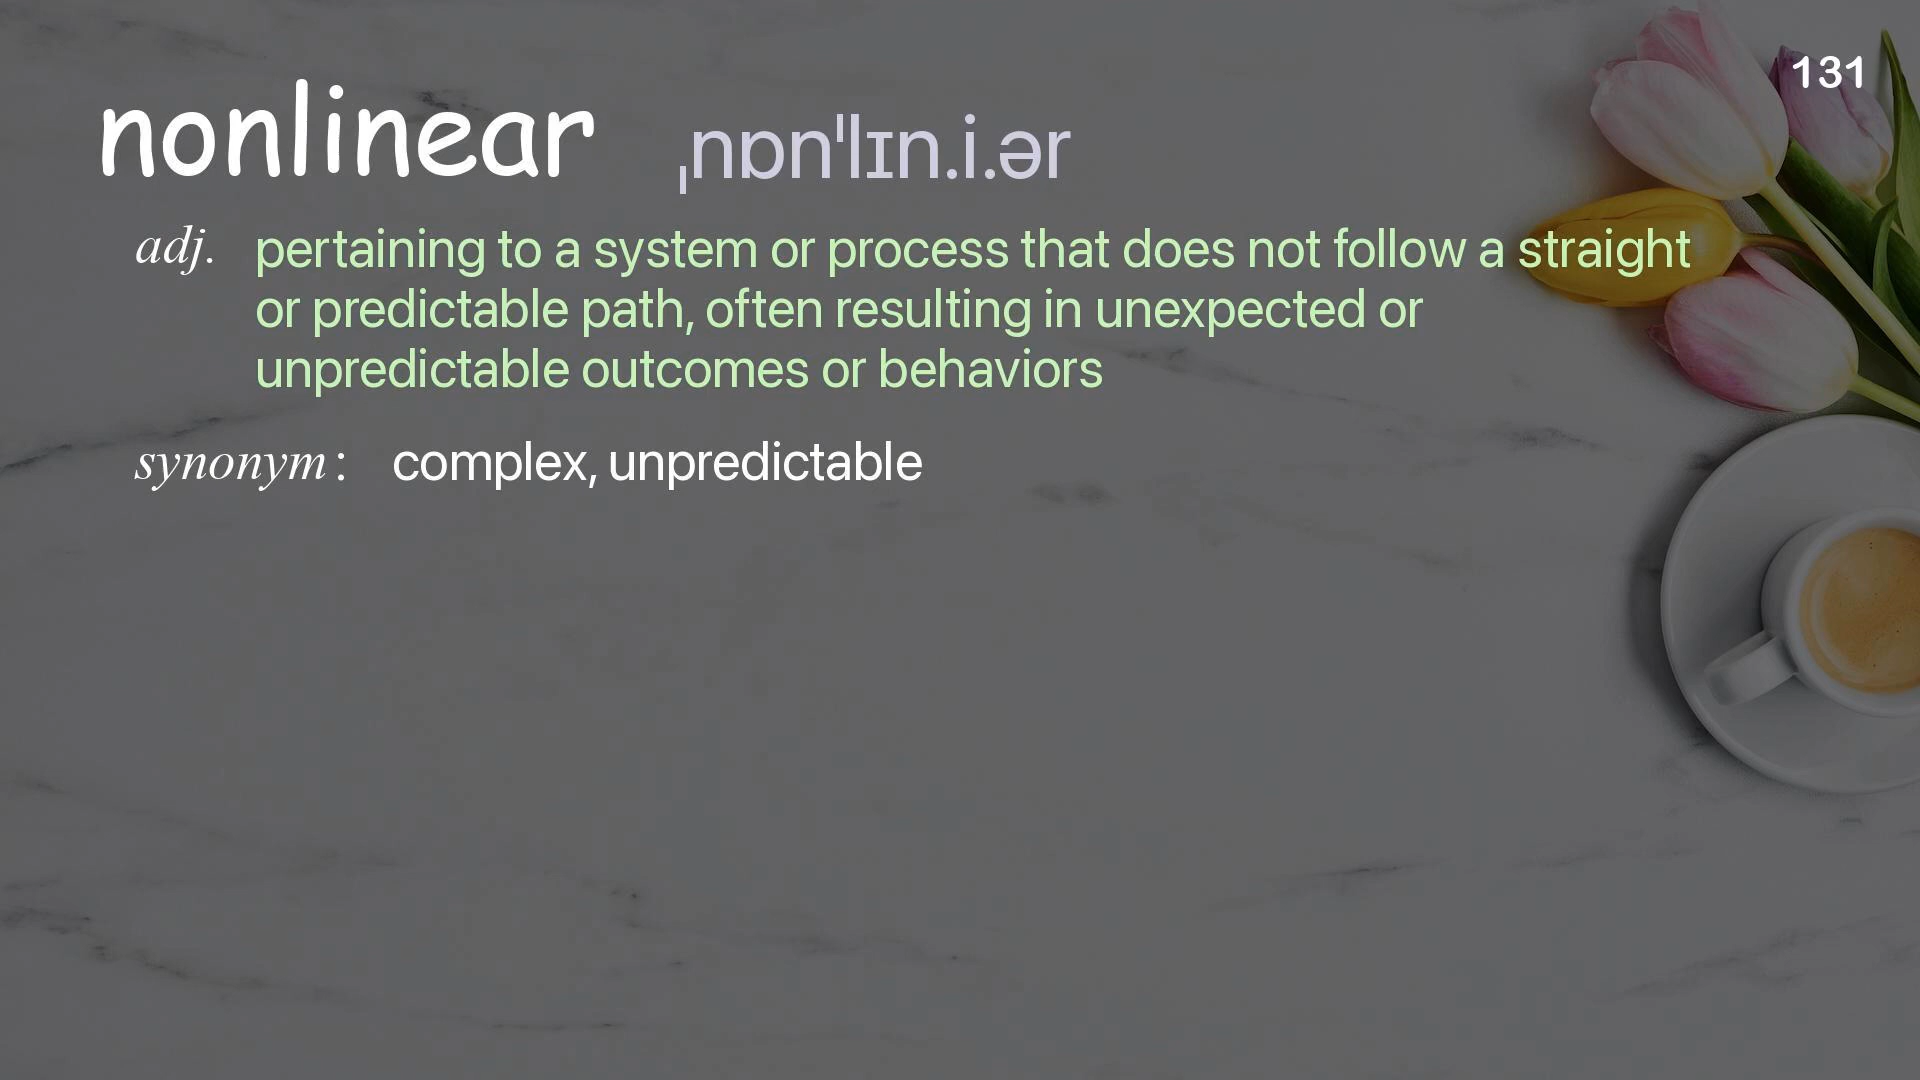 131
nonlinear ˌnɒnˈlɪn.i.ər
adj. pertaining to a system or process that does not follow a straight
or predictable path, often resulting in unexpected or
unpredictable outcomes or behaviors
synonym : complex, unpredictable